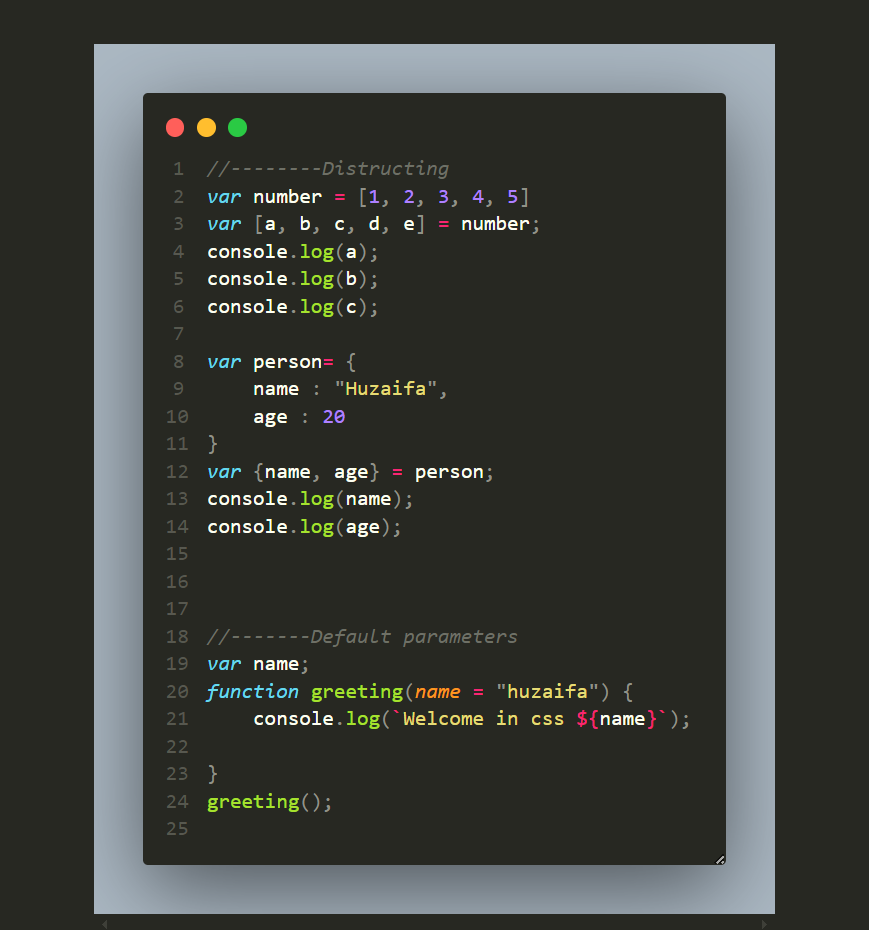 1 //--------Distructing
2 var number = [1, 2, 3, 4, 5]
3 var [a, b, c, d, e] = number;
4 console.log(a);
5 console.log(b);
6 console.log(c);
7
8 var person= {
9     name : "Huzaifa",
10     age : 20
11 }
12 var {name, age} = person;
13 console.log(name);
14 console.log(age);
15
16
17
18 //-------Default parameters
19 var name;
20 function greeting(name = "huzaifa") {
21     console.log(`Welcome in css ${name}`);
22
23 }
24 greeting();
25